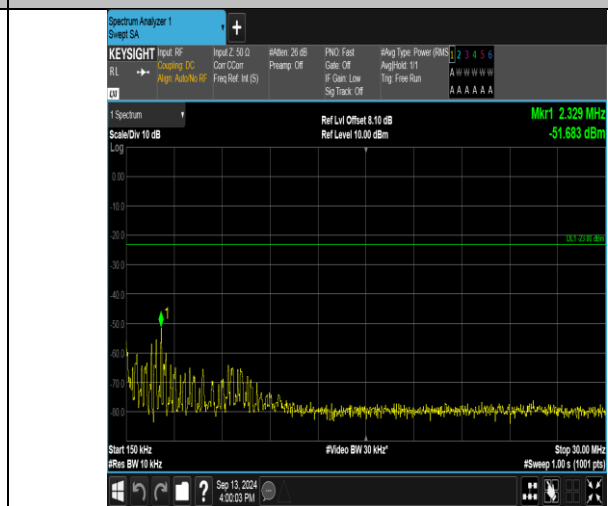 Spectrum Analyzer 1
Swept SA
+
KEYSIGHT Input: RF Input Z: 50 Ω #Atten: 26 dB PNO: Fast #Avg Type: Power (RMS 1 2 3 4 5 6
RL Coupling: DC Corr CCorr Preamp: Off Gate: Off Avg|Hold: 1/1 A W W W W W
Align: Auto/No RF Freq Ref: Int (S) IF Gain: Low Trig: Free Run
Sig Track: Off A A A A A A
1 Spectrum Ref Lvl Offset 8.10 dB Mkr1 2.329 MHz
Scale/Div 10 dB Ref Level 10.00 dBm -51.683 dBm
Log
0.00
-10.0
-20.0
DL1 -23.00 dBm
-30.0
-40.0
1
-50.0
-60.0
-70.0
-80.0
Start 150 kHz #Video BW 30 kHz* Stop 30.00 MHz
#Res BW 10 kHz #Sweep 1.00 s (1001 pts)
? Sep 13, 2024
4:00:03 PM